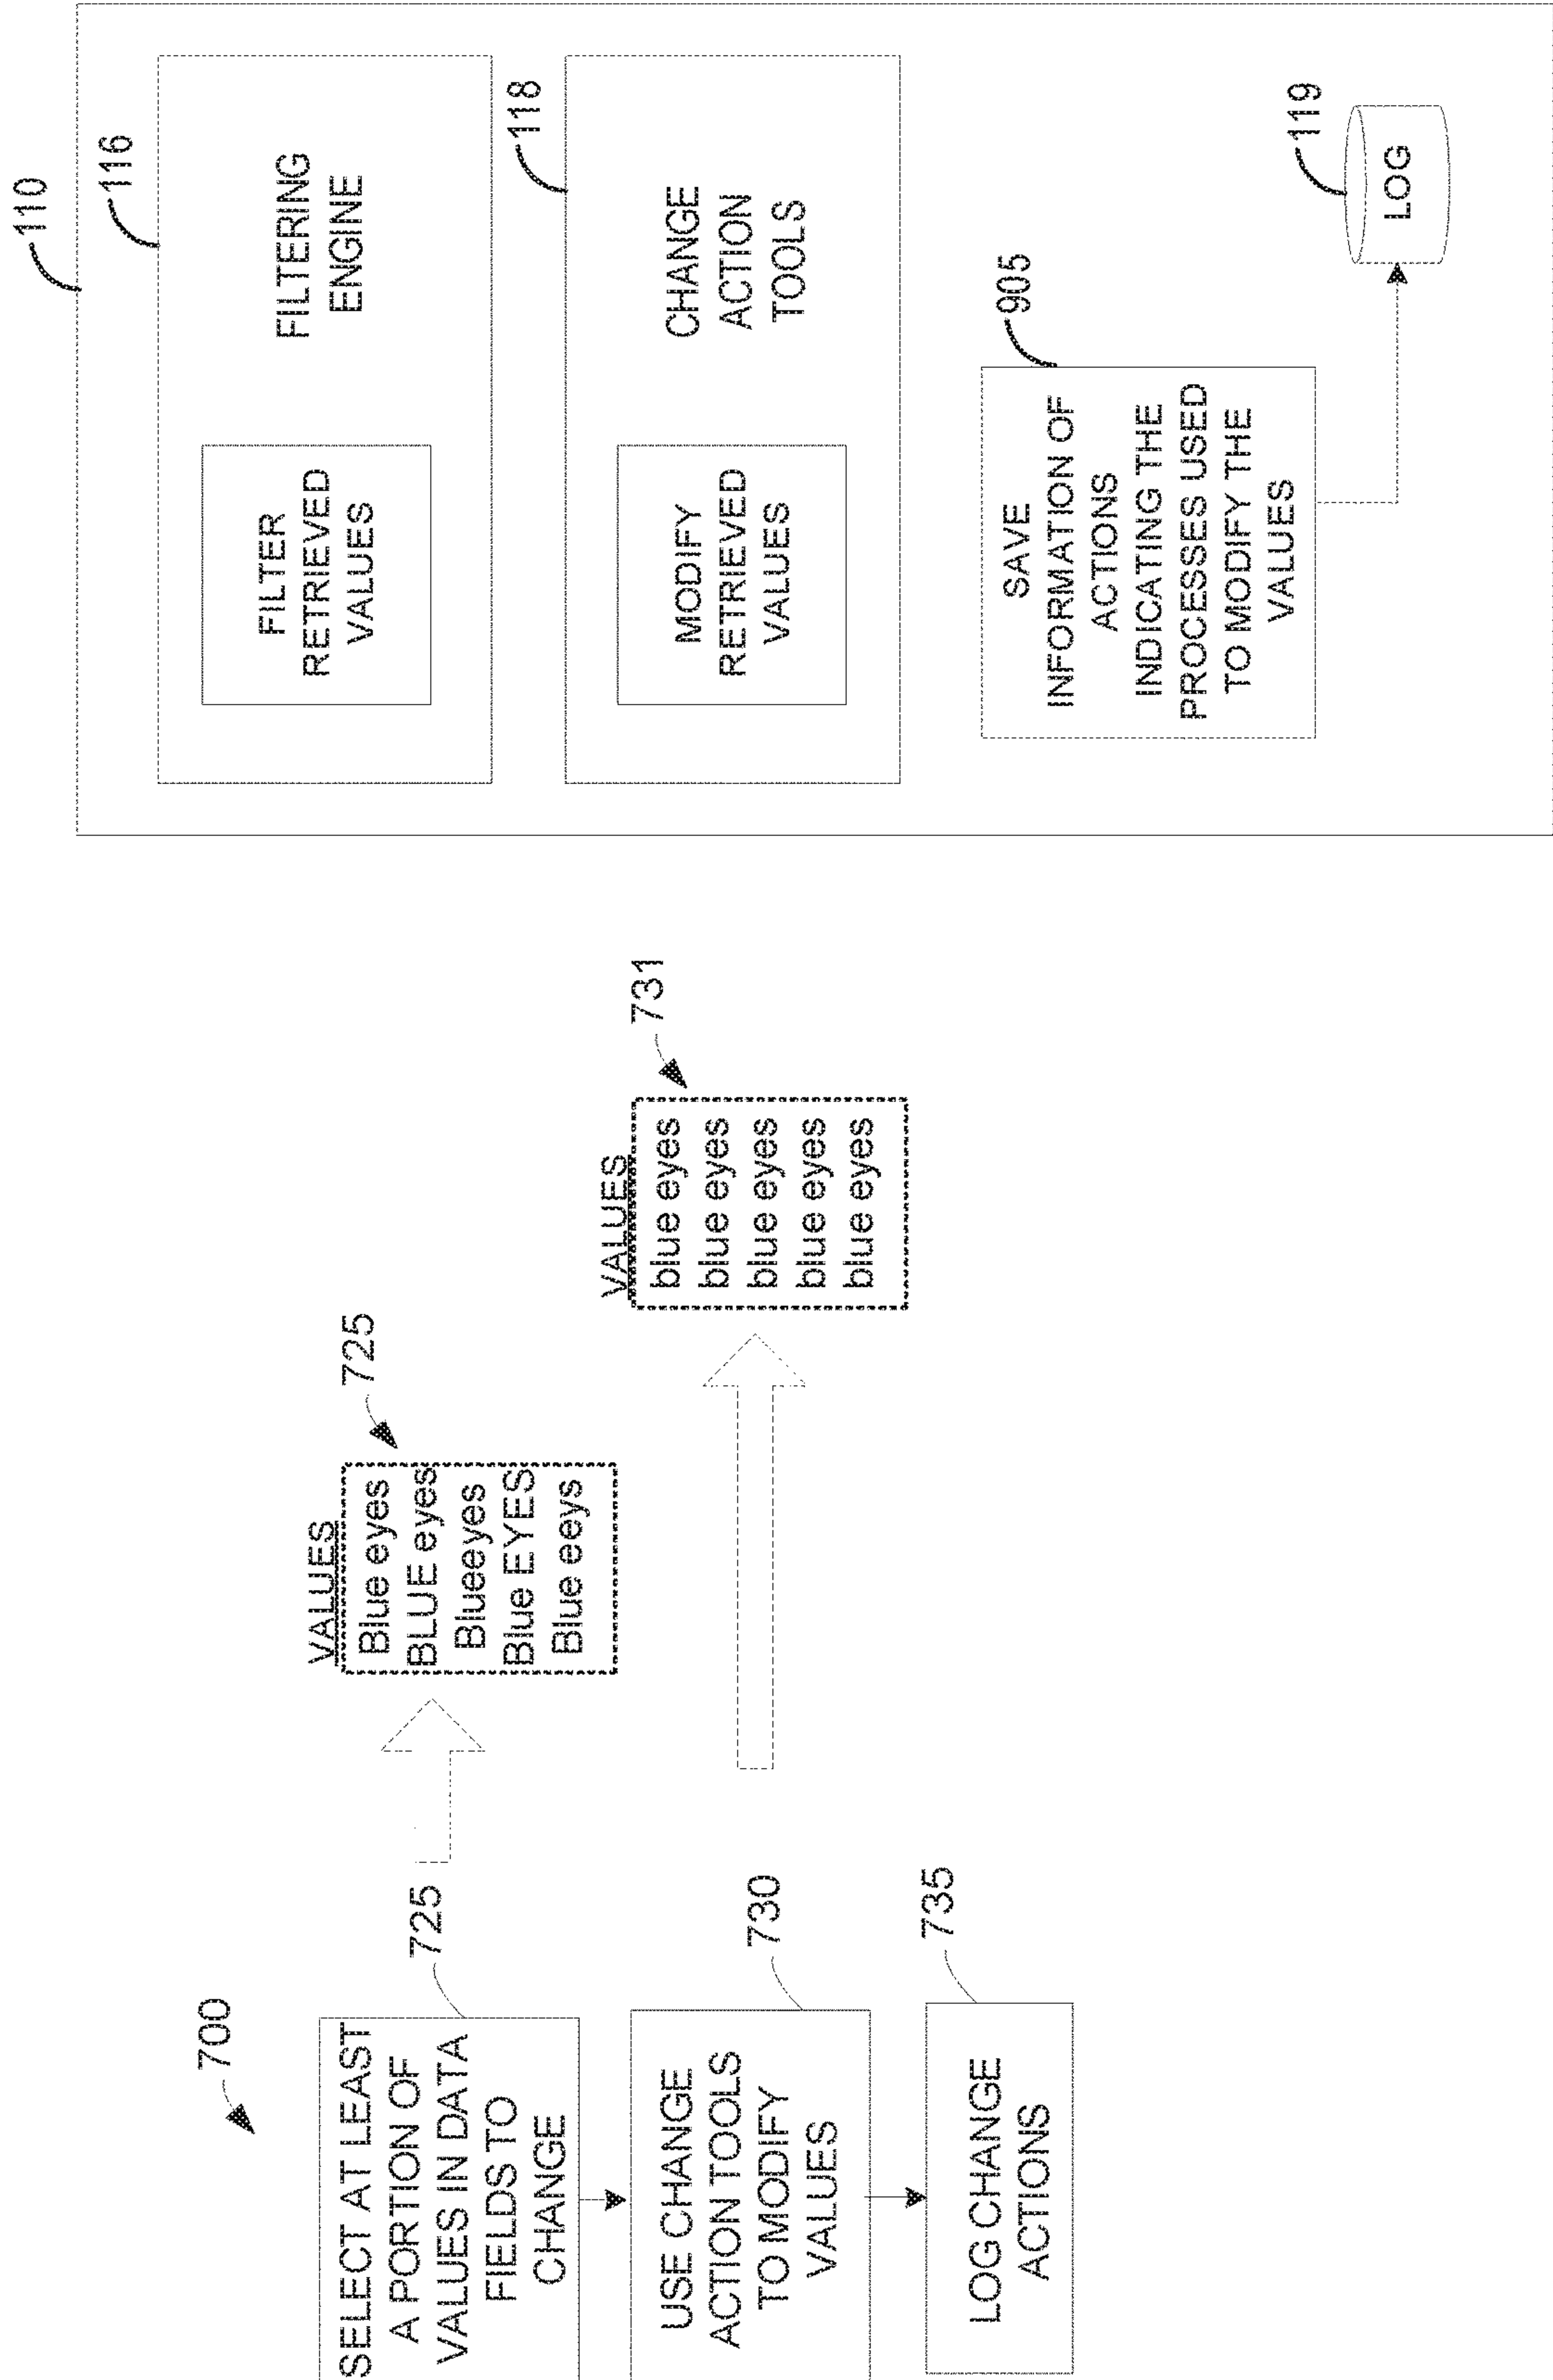 700
SELECT AT LEAST
A PORTION OF
VALUES IN DATA
FIELDS TO
CHANGE
725
USE CHANGE
ACTION TOOLS
TO MODIFY
VALUES
730
LOG CHANGE
ACTIONS
735
VALUES
Blue eyes
BLUE eyes
Blueeyes
Blue EYES
Blue eeys
725
VALUES
blue eyes
blue eyes
blue eyes
blue eyes
blue eyes
731
110
116
FILTER
RETRIEVED
VALUES
FILTERING
ENGINE
118
MODIFY
RETRIEVED
VALUES
CHANGE
ACTION
TOOLS
905
SAVE
INFORMATION OF
ACTIONS
INDICATING THE
PROCESSES USED
TO MODIFY THE
VALUES
119
LOG